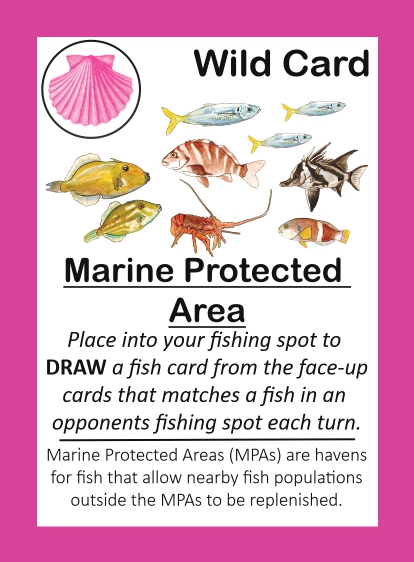 Wild Card
Marine Protected
Area
Place into your fishing spot to
DRAW a fish card from the face-up
cards that matches a fish in an
opponents fishing spot each turn.
Marine Protected Areas (MPAs) are havens
for fish that allow nearby fish populations
outside the MPAs to be replenished.